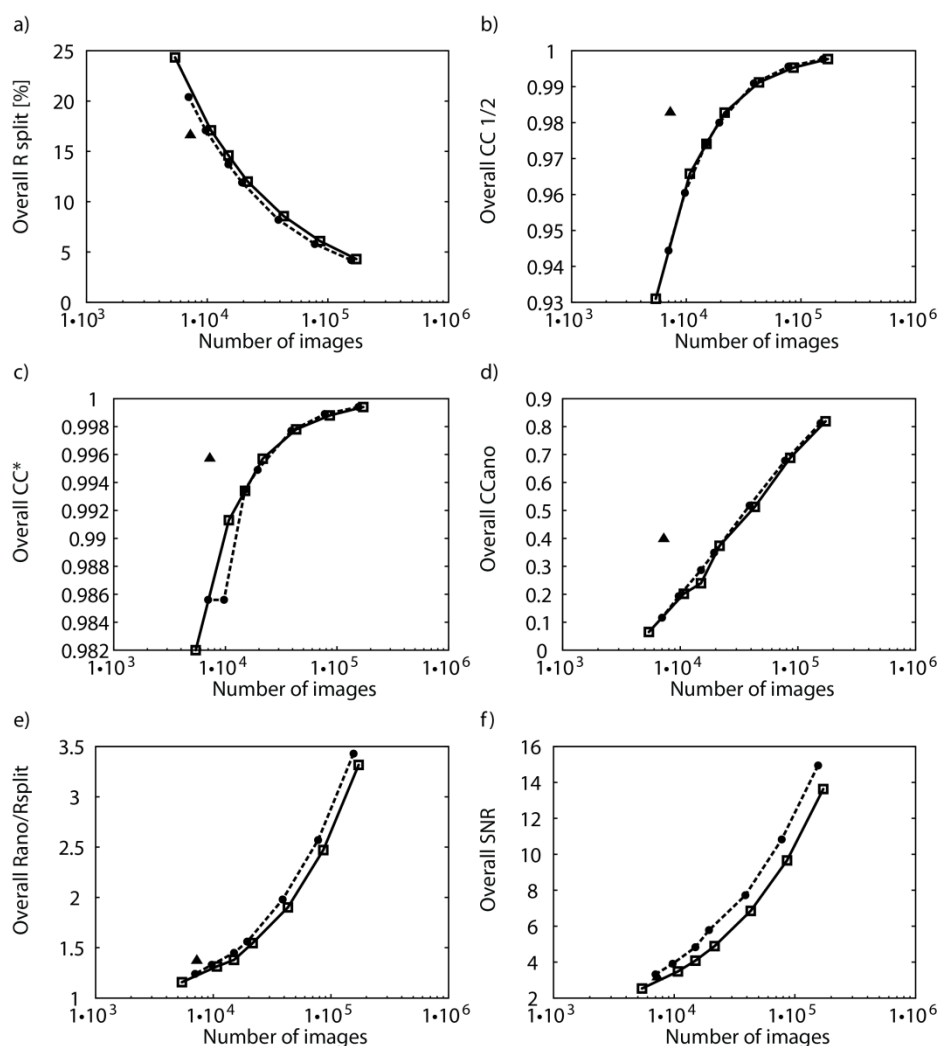 a)
Overall R split [%]
25
20
15
10
5
0
1•10³ 1•10⁴ 1•10⁵ 1•10⁶
Number of images
b)
Overall CC 1/2
1
0.99
0.98
0.97
0.96
0.95
0.94
0.93
1•10³ 1•10⁴ 1•10⁵ 1•10⁶
Number of images
c)
Overall CC*
1
0.998
0.996
0.994
0.992
0.99
0.988
0.986
0.984
0.982
1•10³ 1•10⁴ 1•10⁵ 1•10⁶
Number of images
d)
Overall CCano
0.9
0.8
0.7
0.6
0.5
0.4
0.3
0.2
0.1
0
1•10³ 1•10⁴ 1•10⁵ 1•10⁶
Number of images
e)
Overall Rano/Rsplit
3.5
3
2.5
2
1.5
1
1•10³ 1•10⁴ 1•10⁵ 1•10⁶
Number of images
f)
Overall SNR
16
14
12
10
8
6
4
2
1•10³ 1•10⁴ 1•10⁵ 1•10⁶
Number of images